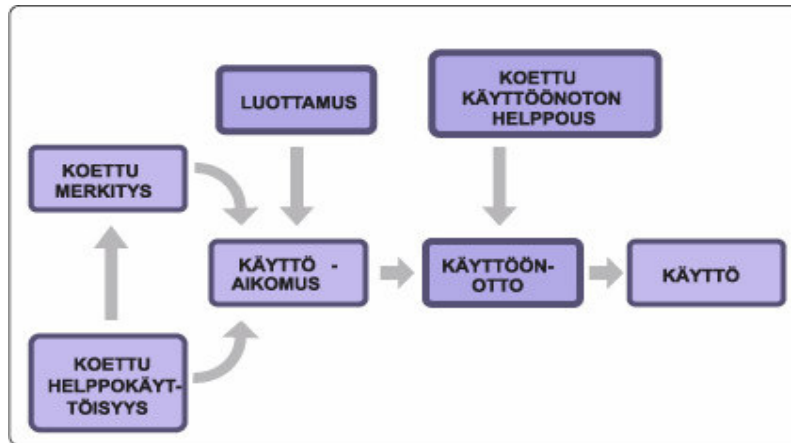 LUOTTAMUS
KOETTU
KÄYTTÖÖNOTON
HELPPOUS
KOETTU
MERKITYS
KÄYTTÖ -
AIKOMUS
KÄYTTÖÖN-
OTTO
KÄYTTÖ
KOETTU
HELPPOKÄYT-
TÖISYYS